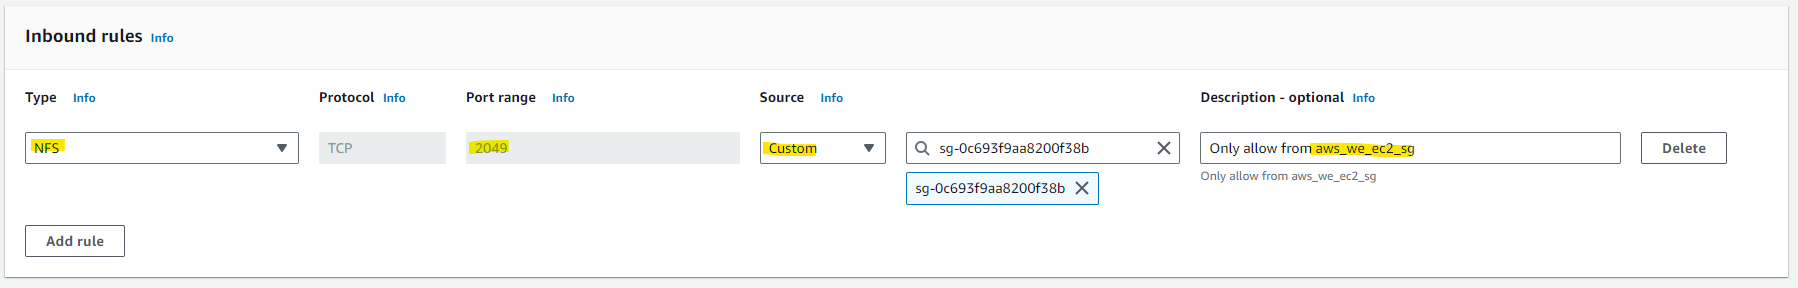 Inbound rules Info
Type Info Protocol Info Port range Info Source Info Description - optional Info
NFS TCP 2049 Custom sg-0c693f9aa8200f38b Only allow from aws_we_ec2_sg Delete
sg-0c693f9aa8200f38b Only allow from aws_we_ec2_sg
Add rule